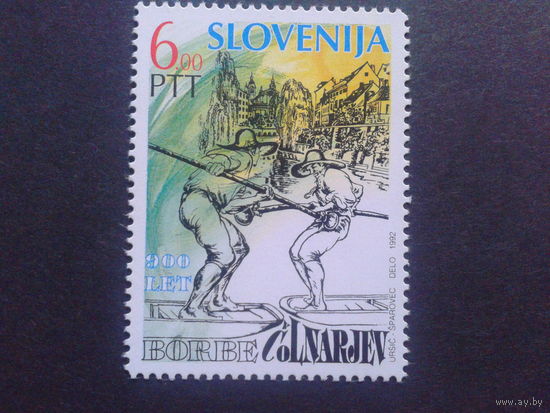 6.00 SLOVENIJA
PTT
900
LET
BORBE ČOLNARJEV
URŠIČ - ŠPAROVEC DELO 1992
www.ay.by